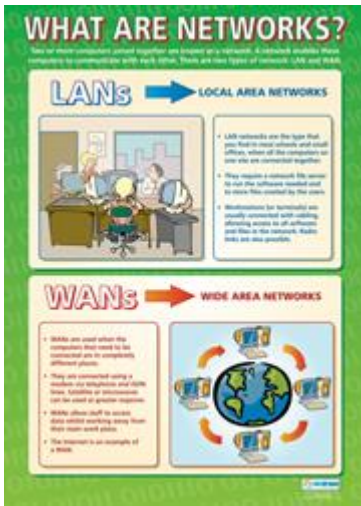 WHAT ARE NETWORKS?
Two or more computers joined together are known as a network. A network enables these
computers to communicate with each other. There are two types of network: LAN and WAN.
LANs
LOCAL AREA NETWORKS
• LAN networks are the type that
you find in most schools and small
offices, when all the computers on
one site are connected together.
• They require a network file server
to run the software needed and
to store files created by the users.
• Workstations (or terminals) are
usually connected with cabling,
allowing access to all software
and files in the network. Radio
links are also possible.
WANs
WIDE AREA NETWORKS
• WANs are used when the
computers that need to be
connected are in completely
different places.
• They are connected using a
modem via telephone and ISDN
lines. Satellite or microwaves
can be used at greater expense.
• WANs allow staff to access
data whilst working away from
their main work place.
• The Internet is an example of
a WAN.